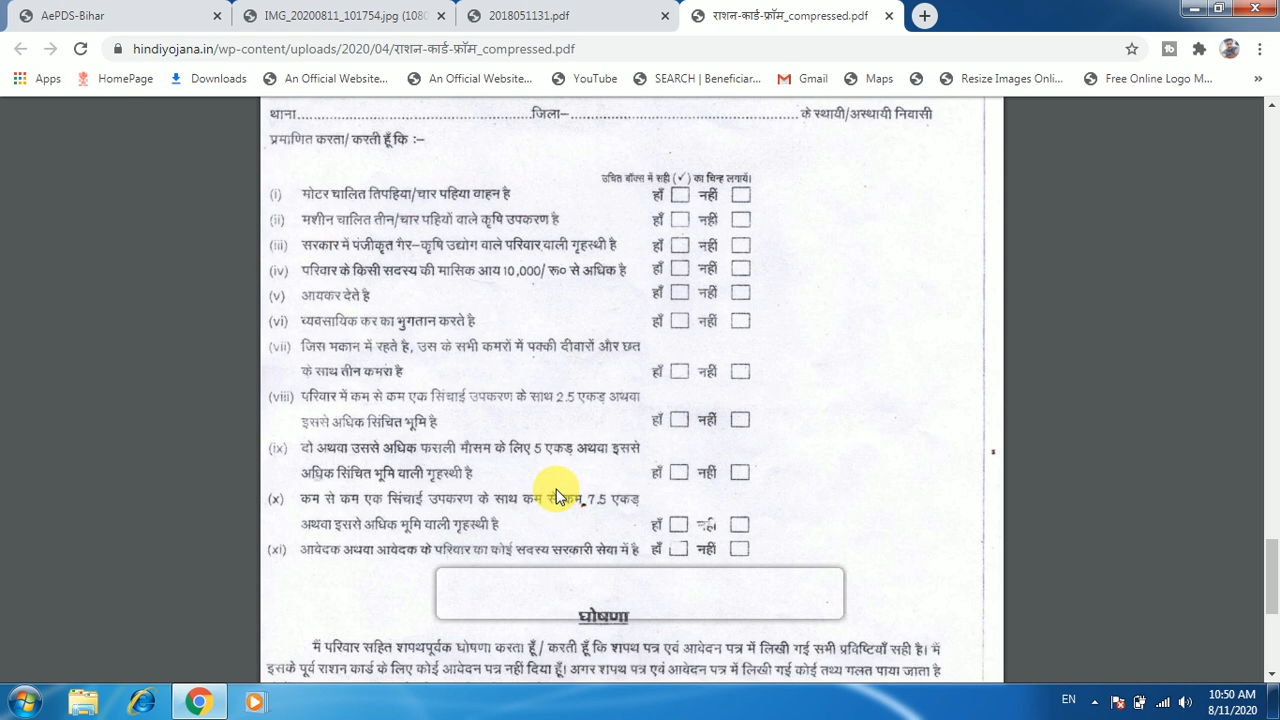 AePDS-Bihar
IMG_20200811_101754.jpg (1080
2018051131.pdf
राशन-कार्ड-फ्रॉम_compressed.pdf
hindiyojana.in/wp-content/uploads/2020/04/राशन-कार्ड-फ्रॉम_compressed.pdf
Apps HomePage Downloads An Official Website... An Official Website... YouTube SEARCH | Beneficiar... Gmail Maps Resize Images Onli... Free Online Logo M... »
थाना.......................................................जिला–....................................................... के स्थायी/अस्थायी निवासी
प्रमाणित करता/ करती हूँ कि :–
उचित बॉक्स में सही (✓) का चिन्ह लगायें।
(i) मोटर चालित तिपहिया/चार पहिया वाहन है हाँ नहीं
(ii) मशीन चालित तीन/चार पहियों वाले कृषि उपकरण है हाँ नहीं
(iii) सरकार में पंजीकृत गैर–कृषि उद्योग वाले परिवार वाली गृहस्थी है हाँ नहीं
(iv) परिवार के किसी सदस्य की मासिक आय 10,000/ रू० से अधिक है हाँ नहीं
(v) आयकर देते है हाँ नहीं
(vi) व्यवसायिक कर का भुगतान करते है हाँ नहीं
(vii) जिस मकान में रहते है, उस के सभी कमरों में पक्की दीवारों और छत
के साथ तीन कमरा है हाँ नहीं
(viii) परिवार में कम से कम एक सिंचाई उपकरण के साथ 2.5 एकड़ अथवा
इससे अधिक सिंचित भूमि है हाँ नहीं
(ix) दो अथवा उससे अधिक फसली मौसम के लिए 5 एकड़ अथवा इससे
अधिक सिंचित भूमि वाली गृहस्थी है हाँ नहीं
(x) कम से कम एक सिंचाई उपकरण के साथ कम से कम 7.5 एकड़
अथवा इससे अधिक भूमि वाली गृहस्थी है हाँ नहीं
(xi) आवेदक अथवा आवेदक के परिवार का कोई सदस्य सरकारी सेवा में है हाँ नहीं
घोषणा
मैं परिवार सहित शपथपूर्वक घोषणा करता हूँ / करती हूँ कि शपथ पत्र एवं आवेदन पत्र में लिखी गई सभी प्रविष्टियाँ सही है। मैं
इसके पूर्व राशन कार्ड के लिए कोई आवेदन पत्र नहीं दिया हूँ। अगर शपथ पत्र एवं आवेदन पत्र में लिखी गई कोई तथ्य गलत पाया जाता है
EN
10:50 AM
8/11/2020